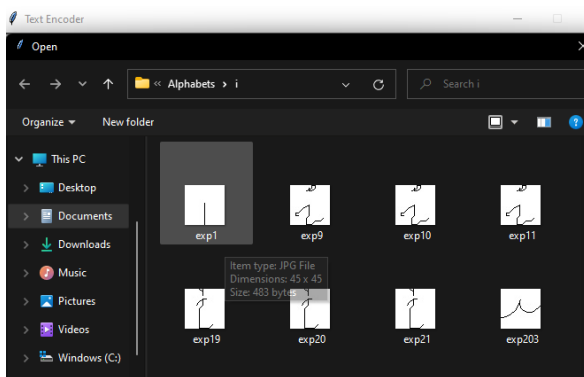 Text Encoder
Open
« Alphabets › i
Search i
Organize
New folder
This PC
Desktop
Documents
Downloads
Music
Pictures
Videos
Windows (C:)
exp1
exp9
exp10
exp11
Item type: JPG File
Dimensions: 45 x 45
Size: 483 bytes
exp19
exp20
exp21
exp203